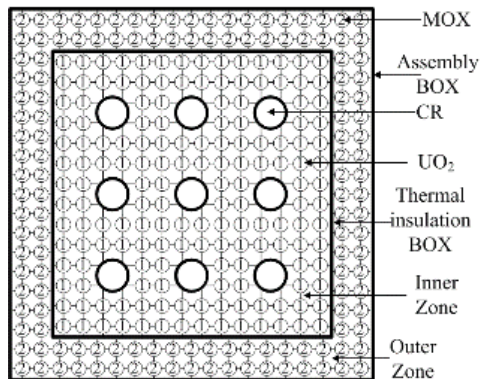 MOX
Assembly
BOX
CR
UO₂
Thermal
insulation
BOX
Inner
Zone
Outer
Zone